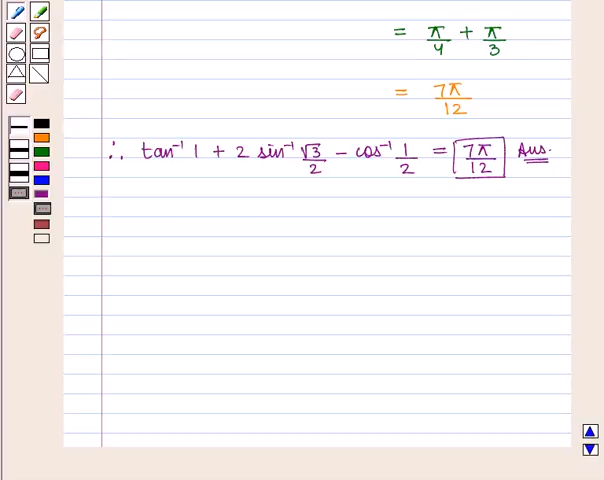 = π/4 + π/3
= 7π/12
∴ tan⁻¹ 1 + 2 sin⁻¹ √3/2 − cos⁻¹ 1/2 = 7π/12 Ans.